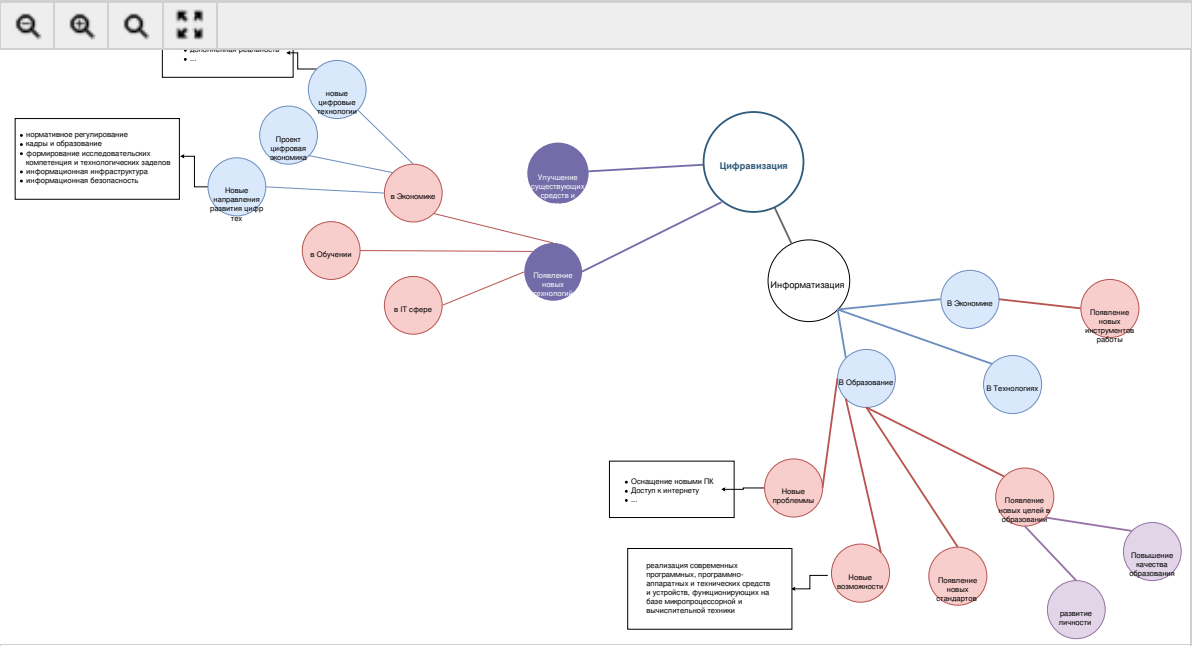 дополненная реальность
...
новые
цифровые
технологии
Проект
цифровая
экономика
нормативное регулирование
кадры и образование
формирование исследовательских
компетенция и технологических заделов
информационная инфраструктура
информационная безопасность
Новые
направления
развития цифр
тех
в Экономике
в Обучении
в IT сфере
Улучшение
существующих
средств и
Появление
новых
технологий
Цифравизация
Информатизация
В Экономике
Появление
новых
инструментов
работы
В Технологиях
В Образование
Оснащение новыми ПК
Доступ к интернету
...
Новые
проблеммы
Появление
новых целей в
образовании
Повышение
качества
образования
реализация современных
программных, программно-
аппаратных и технических средств
и устройств, функционирующих на
базе микропроцессорной и
вычислительной техники
Новые
возможности
Появление
новых
стандартов
развитие
личности